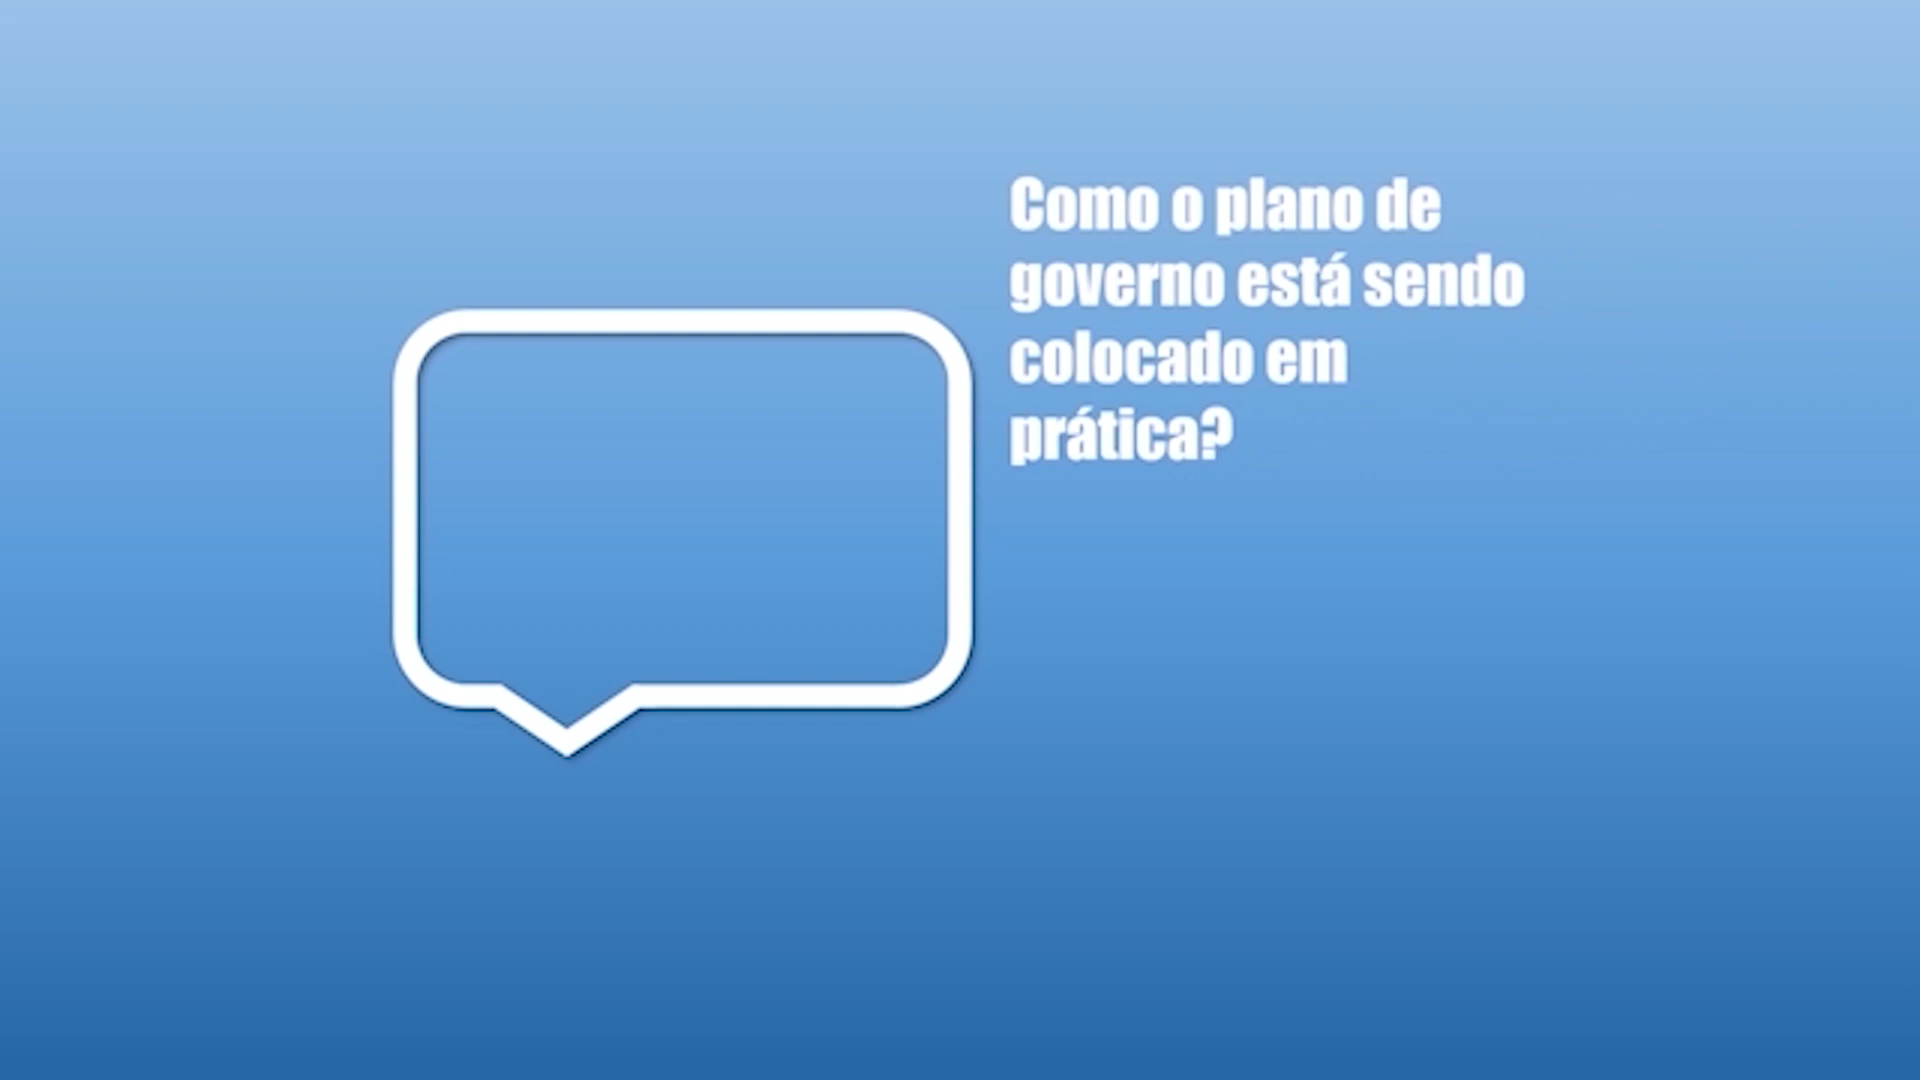 Como o plano de
governo está sendo
colocado em
prática?